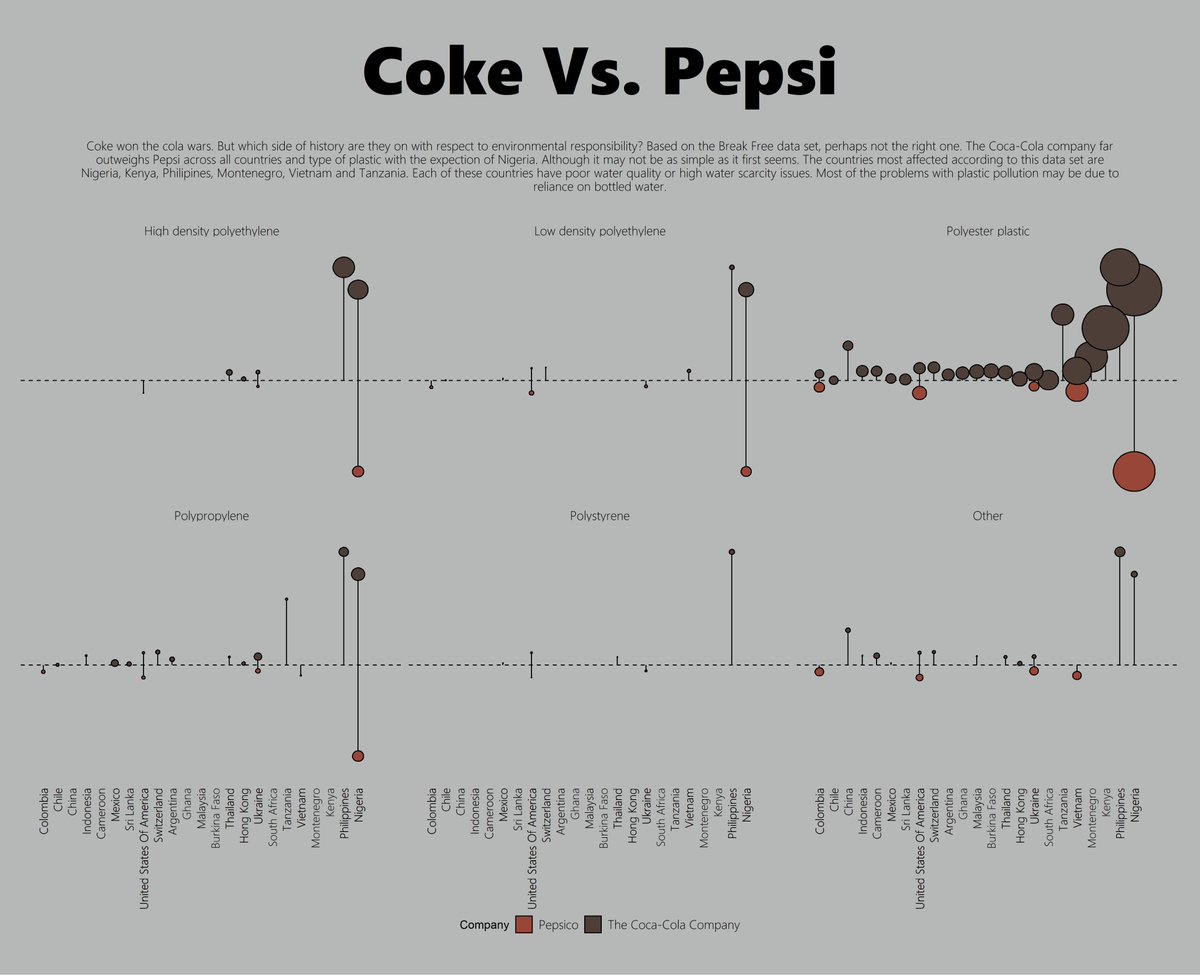 Coke Vs. Pepsi
Coke won the cola wars. But which side of history are they on with respect to environmental responsibility? Based on the Break Free data set, perhaps not the right one. The Coca-Cola company far
outweighs Pepsi across all countries and type of plastic with the expection of Nigeria. Although it may not be as simple as it first seems. The countries most affected according to this data set are
Nigeria, Kenya, Philipines, Montenegro, Vietnam and Tanzania. Each of these countries have poor water quality or high water scarcity issues. Most of the problems with plastic pollution may be due to
reliance on bottled water.
High density polyethylene
Low density polyethylene
Polyester plastic
Polypropylene
Polystyrene
Other
Colombia
Chile
China
Indonesia
Cameroon
Mexico
Sri Lanka
United States Of America
Switzerland
Argentina
Ghana
Malaysia
Burkina Faso
Thailand
Hong Kong
Ukraine
South Africa
Tanzania
Vietnam
Montenegro
Kenya
Philippines
Nigeria
Colombia
Chile
China
Indonesia
Cameroon
Mexico
Sri Lanka
United States Of America
Switzerland
Argentina
Ghana
Malaysia
Burkina Faso
Thailand
Hong Kong
Ukraine
South Africa
Tanzania
Vietnam
Montenegro
Kenya
Philippines
Nigeria
Colombia
Chile
China
Indonesia
Cameroon
Mexico
Sri Lanka
United States Of America
Switzerland
Argentina
Ghana
Malaysia
Burkina Faso
Thailand
Hong Kong
Ukraine
South Africa
Tanzania
Vietnam
Montenegro
Kenya
Philippines
Nigeria
Company Pepsico The Coca-Cola Company